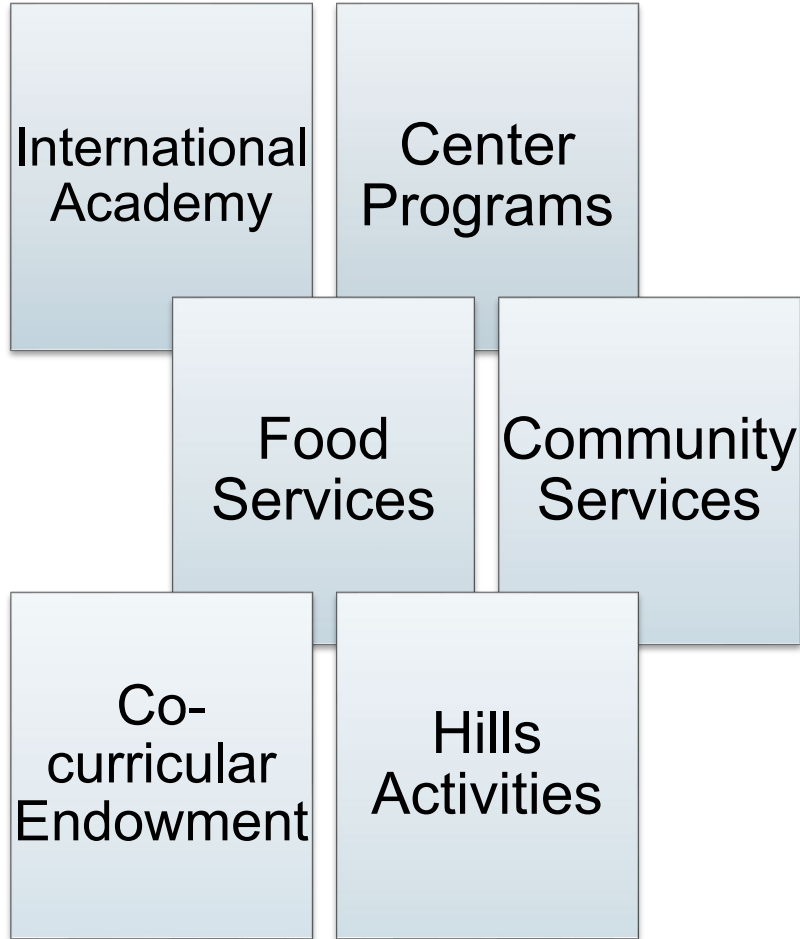 International
Academy
Center
Programs
Food
Services
Community
Services
Co-
curricular
Endowment
Hills
Activities